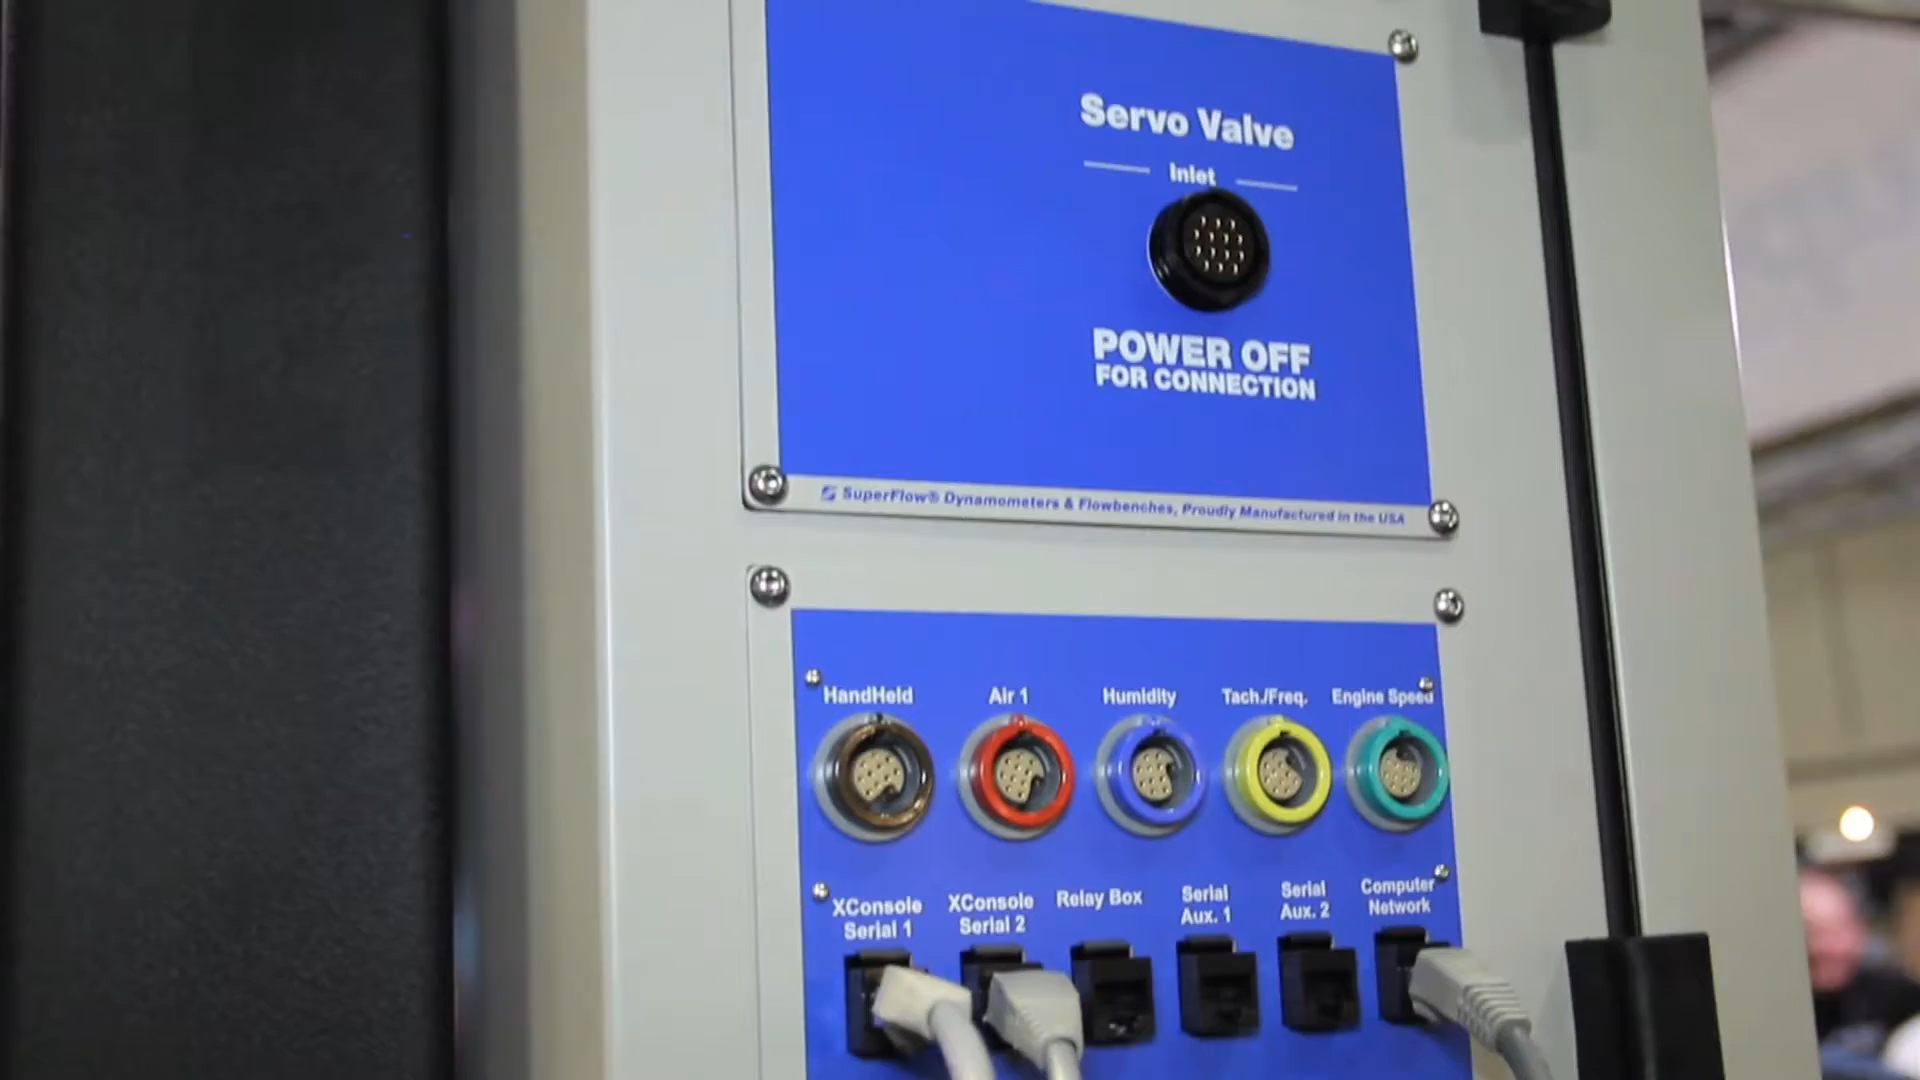 Servo Valve
Inlet
POWER OFF
FOR CONNECTION
SuperFlow® Dynamometers & Flowbenches, Proudly Manufactured in the USA
HandHeld Air 1 Humidity Tach./Freq. Engine Speed
XConsole Serial 1
XConsole Serial 2
Relay Box
Serial Aux. 1
Serial Aux. 2
Computer Network